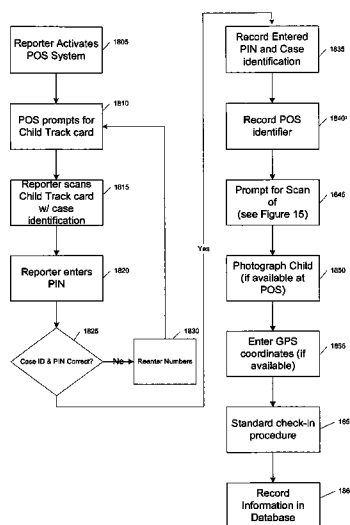 Reporter Activates
POS System
1805
POS prompts for
Child Track card
1810
Reporter scans
Child Track card
w/ case
identification
1815
Reporter enters
PIN
1820
Case ID & PIN Correct?
1825
No
Reenter Numbers
1830
Yes
Record Entered
PIN and Case
identification
1835
Record POS
identifier
1840
Prompt for Scan
of
(see Figure 15)
1845
Photograph Child
(if available at
POS)
1850
Enter GPS
coordinates (if
available)
1855
Standard check-in
procedure
Record
Information in
Database